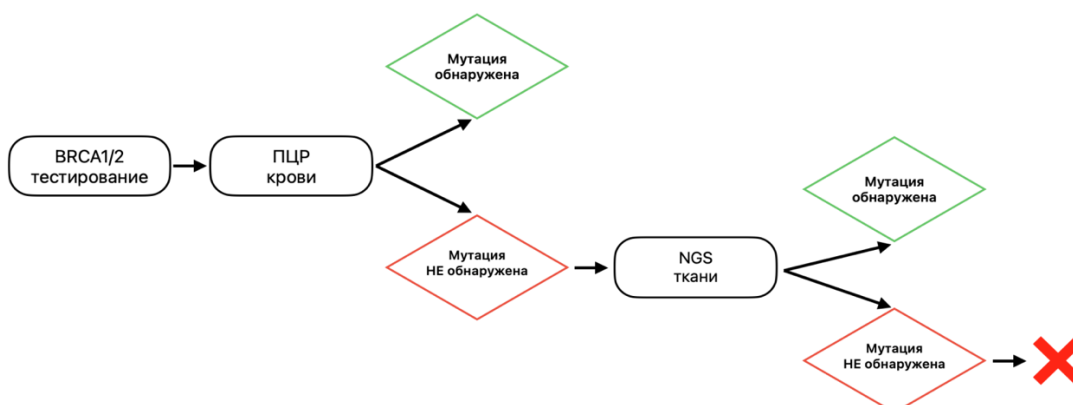 BRCA1/2
тестирование
ПЦР
крови
Мутация
обнаружена
Мутация
НЕ обнаружена
NGS
ткани
Мутация
обнаружена
Мутация
НЕ обнаружена